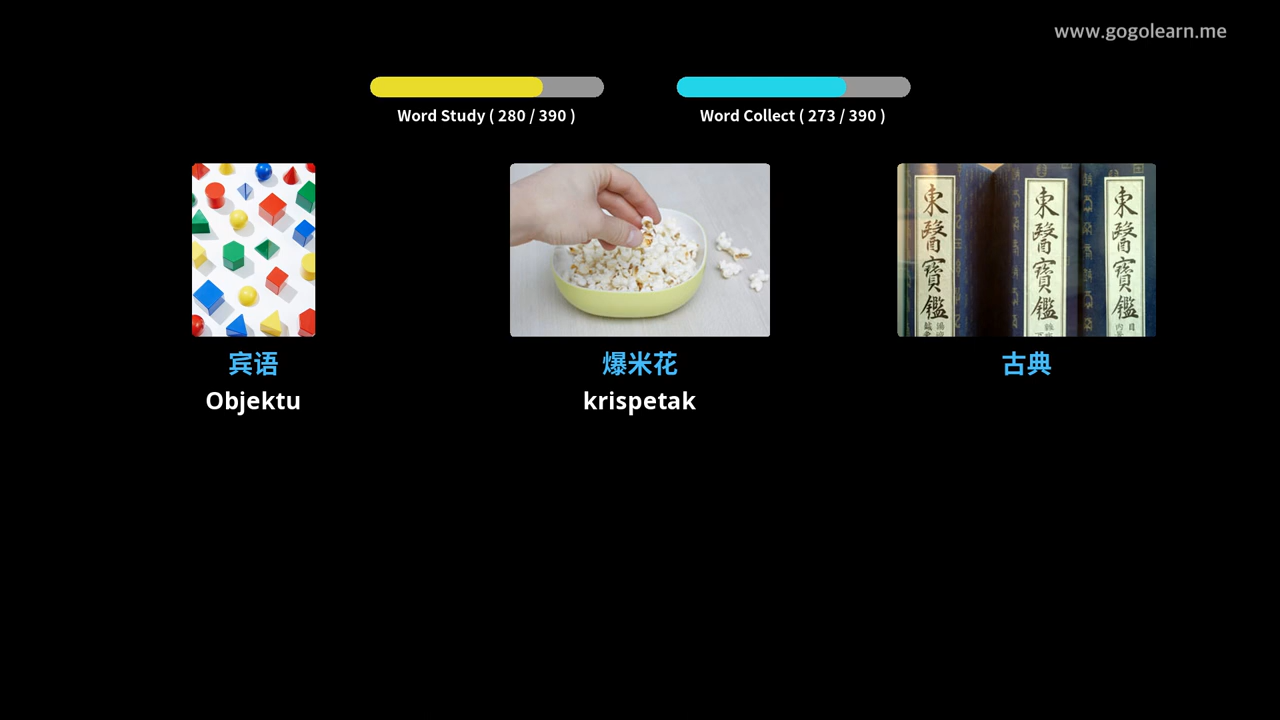 www.gogolearn.me
Word Study ( 280 / 390 )
Word Collect ( 273 / 390 )
東醫寶鑑
東醫寶鑑
東醫寶鑑
宾语
爆米花
古典
Objektu
krispetak